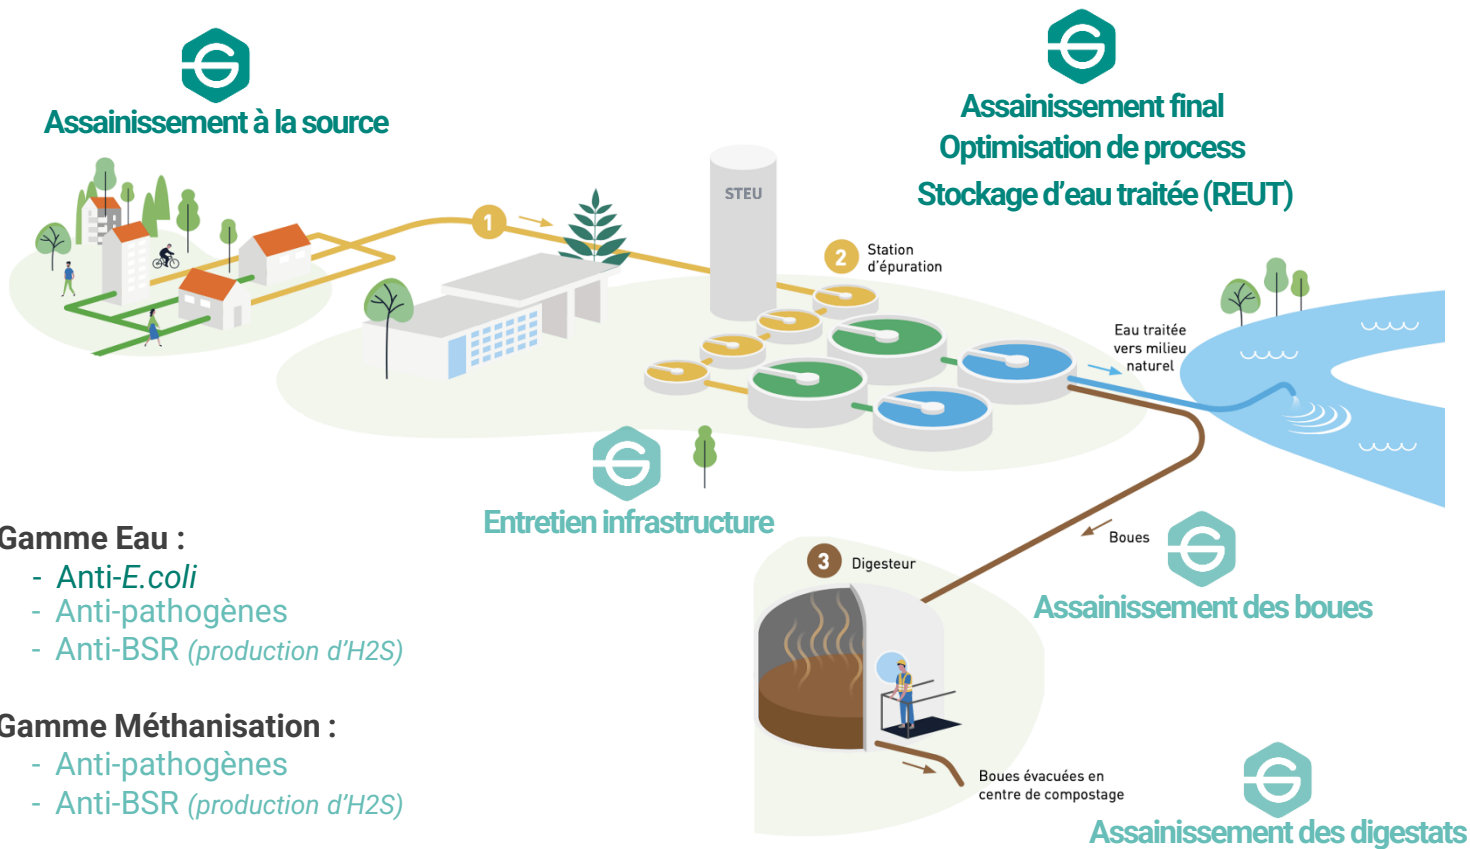 Assainissement à la source
Assainissement final
Optimisation de process
Stockage d'eau traitée (REUT)
1
STEU
2
Station
d'épuration
Eau traitée
vers milieu
naturel
Entretien infrastructure
Boues
Assainissement des boues
3
Digesteur
Boues évacuées en
centre de compostage
Assainissement des digestats
Gamme Eau :
- Anti-E.coli
- Anti-pathogènes
- Anti-BSR (production d'H2S)
Gamme Méthanisation :
- Anti-pathogènes
- Anti-BSR (production d'H2S)